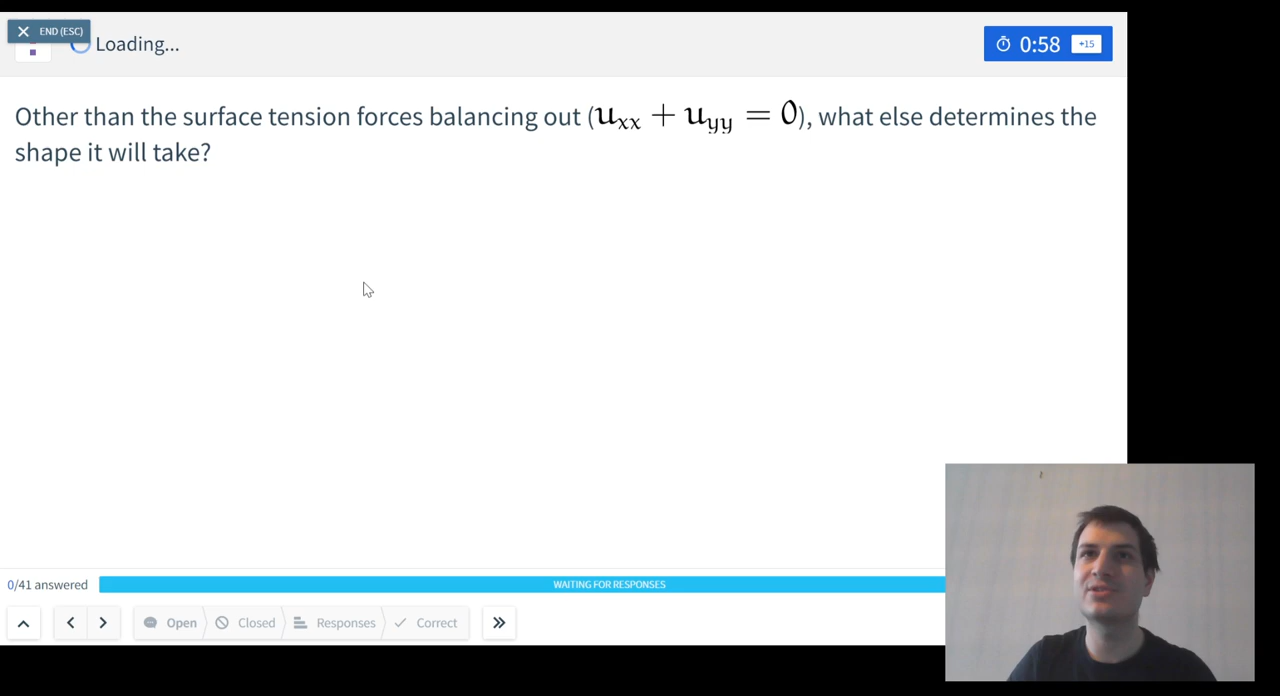 END (ESC)
Loading...
0:58
+15
Other than the surface tension forces balancing out (uxx + uyy = 0), what else determines the
shape it will take?
0/41 answered
WAITING FOR RESPONSES
Open
Closed
Responses
Correct